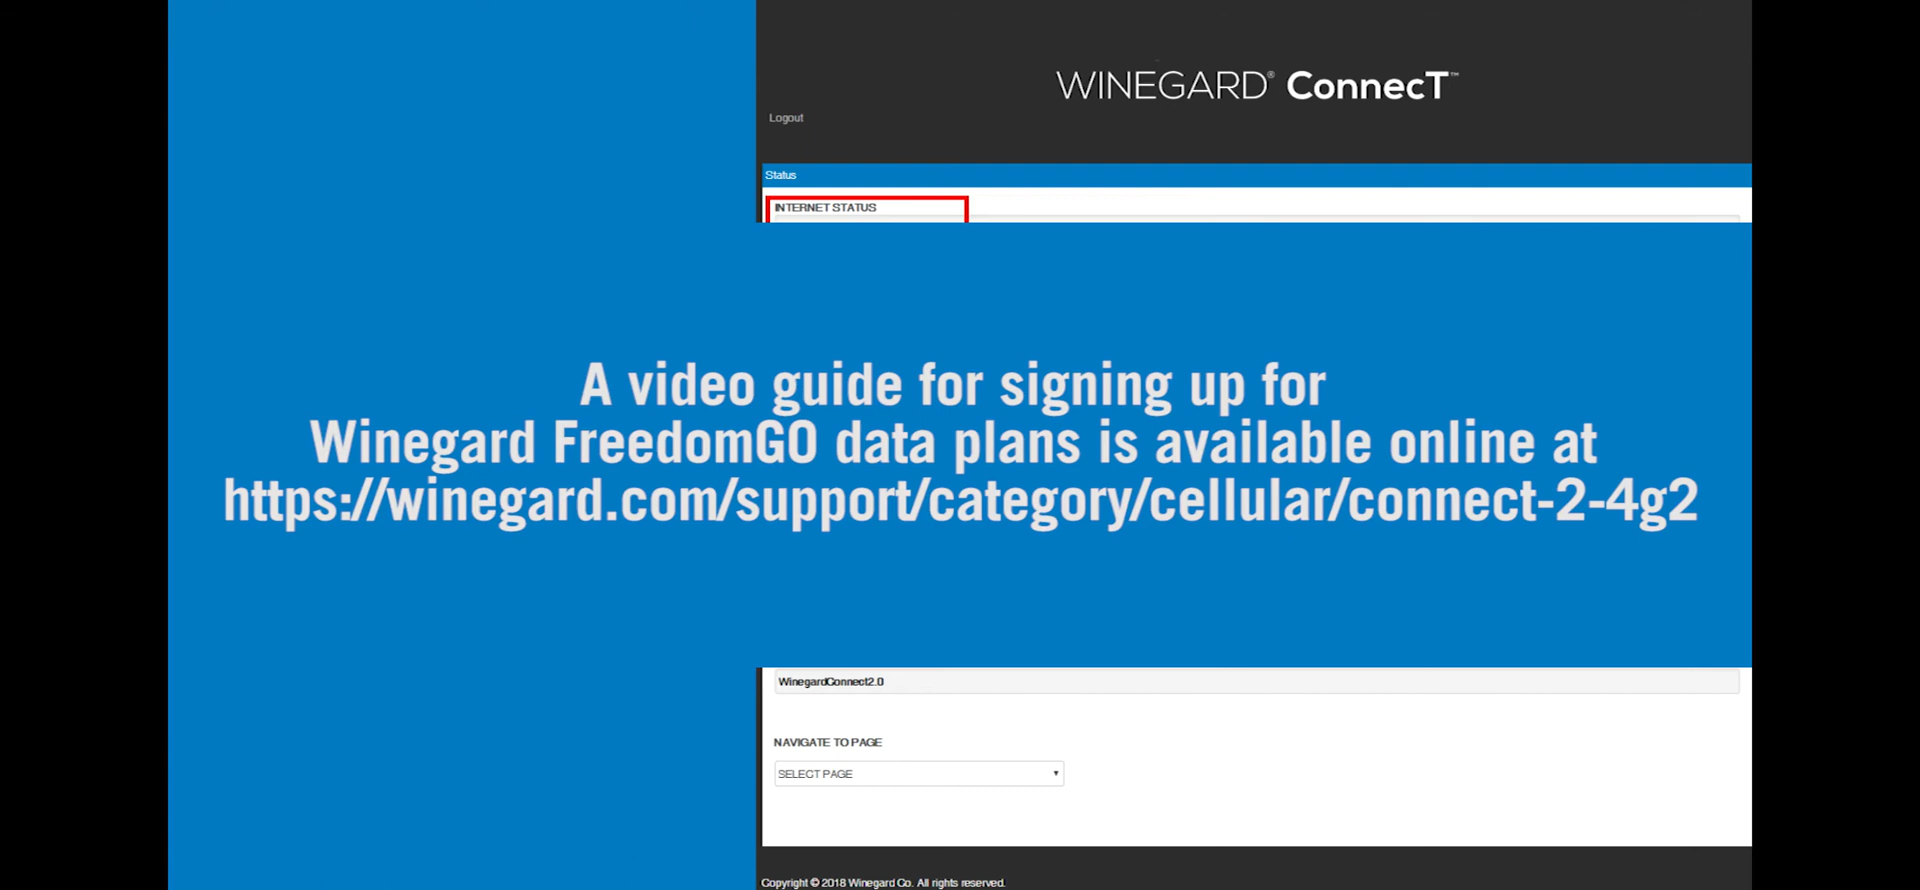 WINEGARD® ConnecT™
Logout
Status
INTERNET STATUS
A video guide for signing up for
Winegard FreedomGO data plans is available online at
https://winegard.com/support/category/cellular/connect-2-4g2
WinegardConnect2.0
NAVIGATE TO PAGE
SELECT PAGE
Copyright © 2018 Winegard Co. All rights reserved.